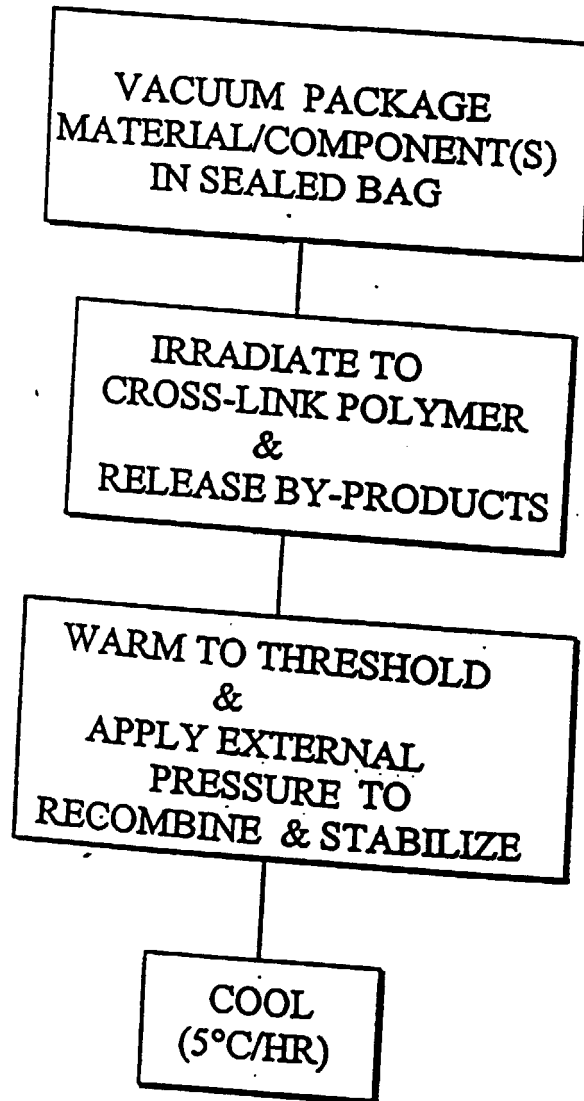 VACUUM PACKAGE
MATERIAL/COMPONENT(S)
IN SEALED BAG
IRRADIATE TO
CROSS-LINK POLYMER
&
RELEASE BY-PRODUCTS
WARM TO THRESHOLD
&
APPLY EXTERNAL
PRESSURE TO
RECOMBINE & STABILIZE
COOL
(5°C/HR)